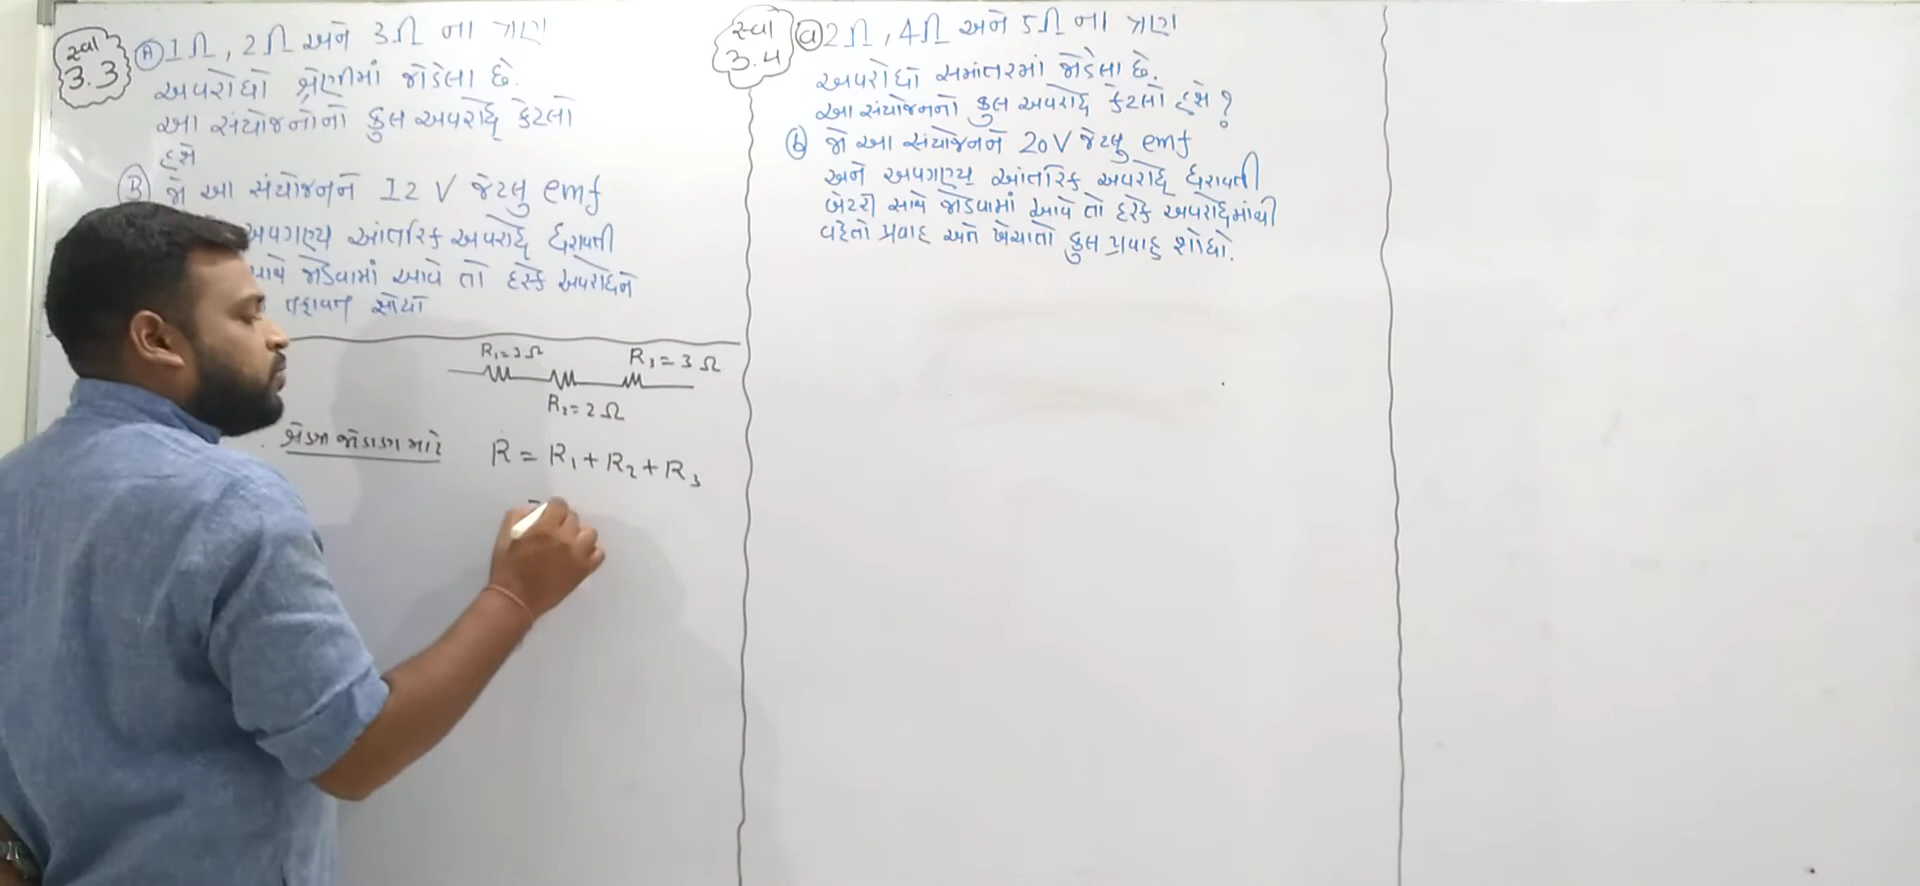 સ્વા
3.3
Ⓐ 1Ω, 2Ω અને 3Ω ના ત્રણ
અવરોધો શ્રેણીમાં જોડેલા છે.
આ સંયોજનોનો કુલ અવરોધ કેટલો
હશે
Ⓑ જો આ સંયોજનને 12 V જેટલુ emf
અવગણ્ય આંતરિક અવરોધ ધરાવતી
સાથે જોડવામાં આવે તો દરેક અવરોધને
તફાવત શોધો
R₁=1Ω
R₃=3Ω
R₂=2Ω
શ્રેણી જોડાણ માટે
R = R₁ + R₂ + R₃
સ્વા
3.4
ⓐ 2Ω, 4Ω અને 5Ω ના ત્રણ
અવરોધો સમાંતરમાં જોડેલા છે.
આ સંયોજનનો કુલ અવરોધ કેટલો હશે ?
ⓑ જો આ સંયોજનને 20V જેટલુ emf
અને અવગણ્ય આંતરિક અવરોધ ધરાવતી
બેટરી સાથે જોડવામાં આવે તો દરેક અવરોધમાંથી
વહેતો પ્રવાહ અને ખેચાતો કુલ પ્રવાહ શોધો.